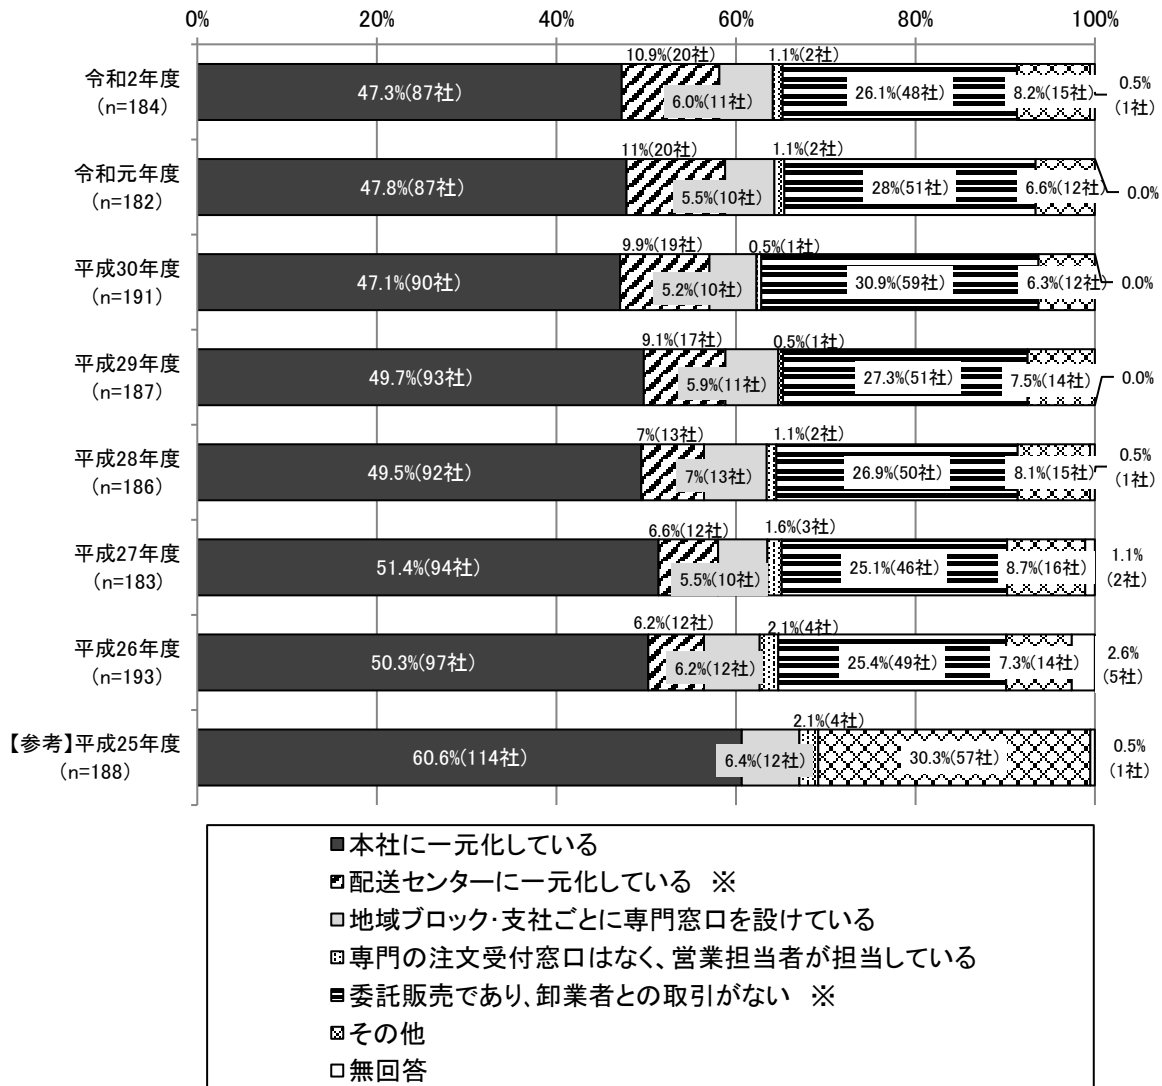 0% 20% 40% 60% 80% 100%
10.9%(20社) 1.1%(2社)
令和2年度
(n=184)
47.3%(87社) 6.0%(11社) 26.1%(48社) 8.2%(15社) 0.5%
(1社)
11%(20社) 1.1%(2社)
令和元年度
(n=182)
47.8%(87社) 5.5%(10社) 28%(51社) 6.6%(12社) 0.0%
9.9%(19社) 0.5%(1社)
平成30年度
(n=191)
47.1%(90社) 5.2%(10社) 30.9%(59社) 6.3%(12社) 0.0%
9.1%(17社) 0.5%(1社)
平成29年度
(n=187)
49.7%(93社) 5.9%(11社) 27.3%(51社) 7.5%(14社) 0.0%
7%(13社) 1.1%(2社)
平成28年度
(n=186)
49.5%(92社) 7%(13社) 26.9%(50社) 8.1%(15社) 0.5%
(1社)
6.6%(12社) 1.6%(3社)
平成27年度
(n=183)
51.4%(94社) 5.5%(10社) 25.1%(46社) 8.7%(16社) 1.1%
(2社)
6.2%(12社) 2.1%(4社)
平成26年度
(n=193)
50.3%(97社) 6.2%(12社) 25.4%(49社) 7.3%(14社) 2.6%
(5社)
2.1%(4社)
【参考】平成25年度
(n=188)
60.6%(114社) 6.4%(12社) 30.3%(57社) 0.5%
(1社)
本社に一元化している
配送センターに一元化している ※
地域ブロック・支社ごとに専門窓口を設けている
専門の注文受付窓口はなく、営業担当者が担当している
委託販売であり、卸業者との取引がない ※
その他
無回答